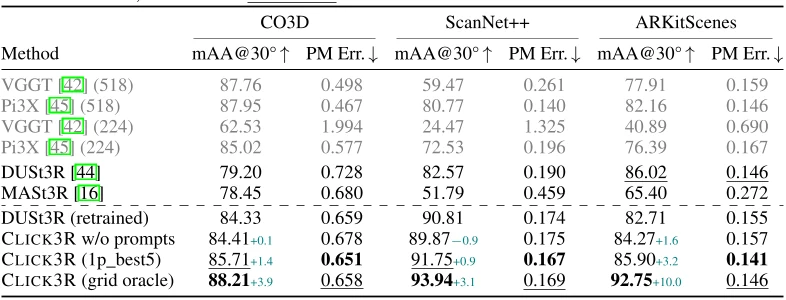 CO3D ScanNet++ ARKitScenes
Method mAA@30°↑ PM Err.↓ mAA@30°↑ PM Err.↓ mAA@30°↑ PM Err.↓
VGGT [42] (518) 87.76 0.498 59.47 0.261 77.91 0.159
Pi3X [45] (518) 87.95 0.467 80.77 0.140 82.16 0.146
VGGT [42] (224) 62.53 1.994 24.47 1.325 40.89 0.690
Pi3X [45] (224) 85.02 0.577 72.53 0.196 76.39 0.167
DUSt3R [44] 79.20 0.728 82.57 0.190 86.02 0.146
MASt3R [16] 78.45 0.680 51.79 0.459 65.40 0.272
DUSt3R (retrained) 84.33 0.659 90.81 0.174 82.71 0.155
CLICK3R w/o prompts 84.41+0.1 0.678 89.87−0.9 0.175 84.27+1.6 0.157
CLICK3R (1p_best5) 85.71+1.4 0.651 91.75+0.9 0.167 85.90+3.2 0.141
CLICK3R (grid oracle) 88.21+3.9 0.658 93.94+3.1 0.169 92.75+10.0 0.146